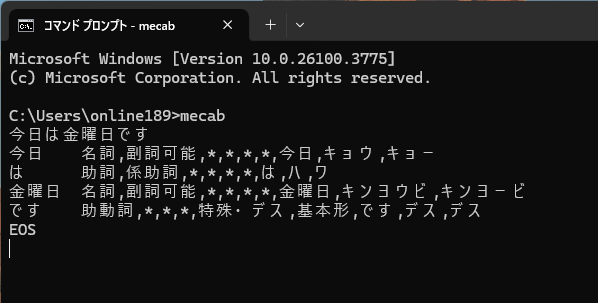 コマンド プロンプト - mecab
Microsoft Windows [Version 10.0.26100.3775]
(c) Microsoft Corporation. All rights reserved.
C:\Users\online189>mecab
今日は金曜日です
今日	名詞,副詞可能,*,*,*,*,今日,キョウ,キョー
は	助詞,係助詞,*,*,*,*,は,ハ,ワ
金曜日	名詞,副詞可能,*,*,*,*,金曜日,キンヨウビ,キンヨービ
です	助動詞,*,*,*,特殊・デス,基本形,です,デス,デス
EOS